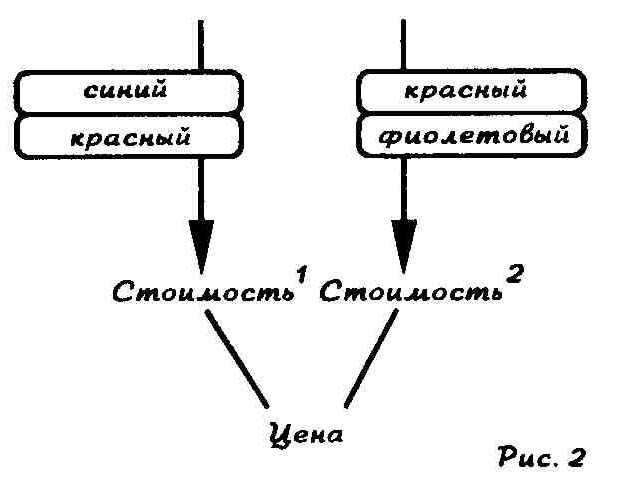 синий
красный
красный
фиолетовый
Стоимость¹ Стоимость²
Цена
Рис. 2